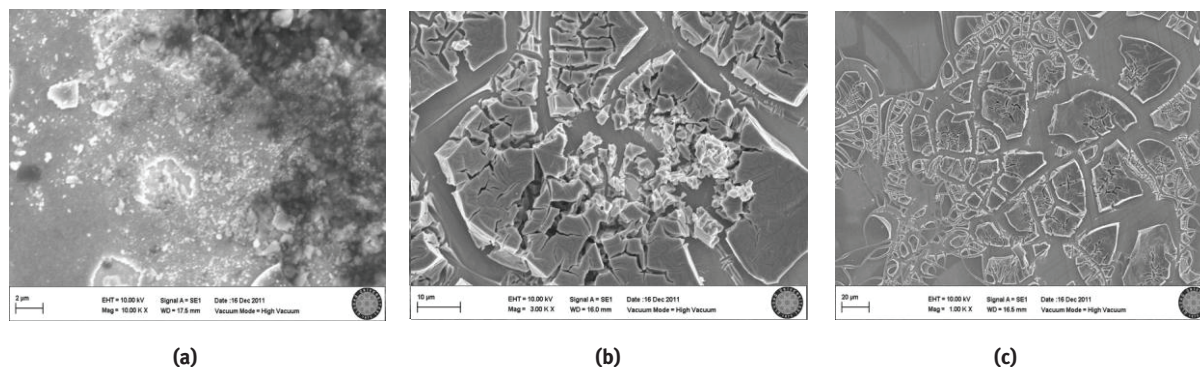 2 µm
EHT = 10.00 kV Signal A = SE1 Date :16 Dec 2011
Mag = 10.00 K X WD = 17.5 mm Vacuum Mode = High Vacuum
(a)
10 µm
EHT = 10.00 kV Signal A = SE1 Date :16 Dec 2011
Mag = 3.00 K X WD = 16.0 mm Vacuum Mode = High Vacuum
(b)
20 µm
EHT = 10.00 kV Signal A = SE1 Date :16 Dec 2011
Mag = 1.00 K X WD = 16.5 mm Vacuum Mode = High Vacuum
(c)